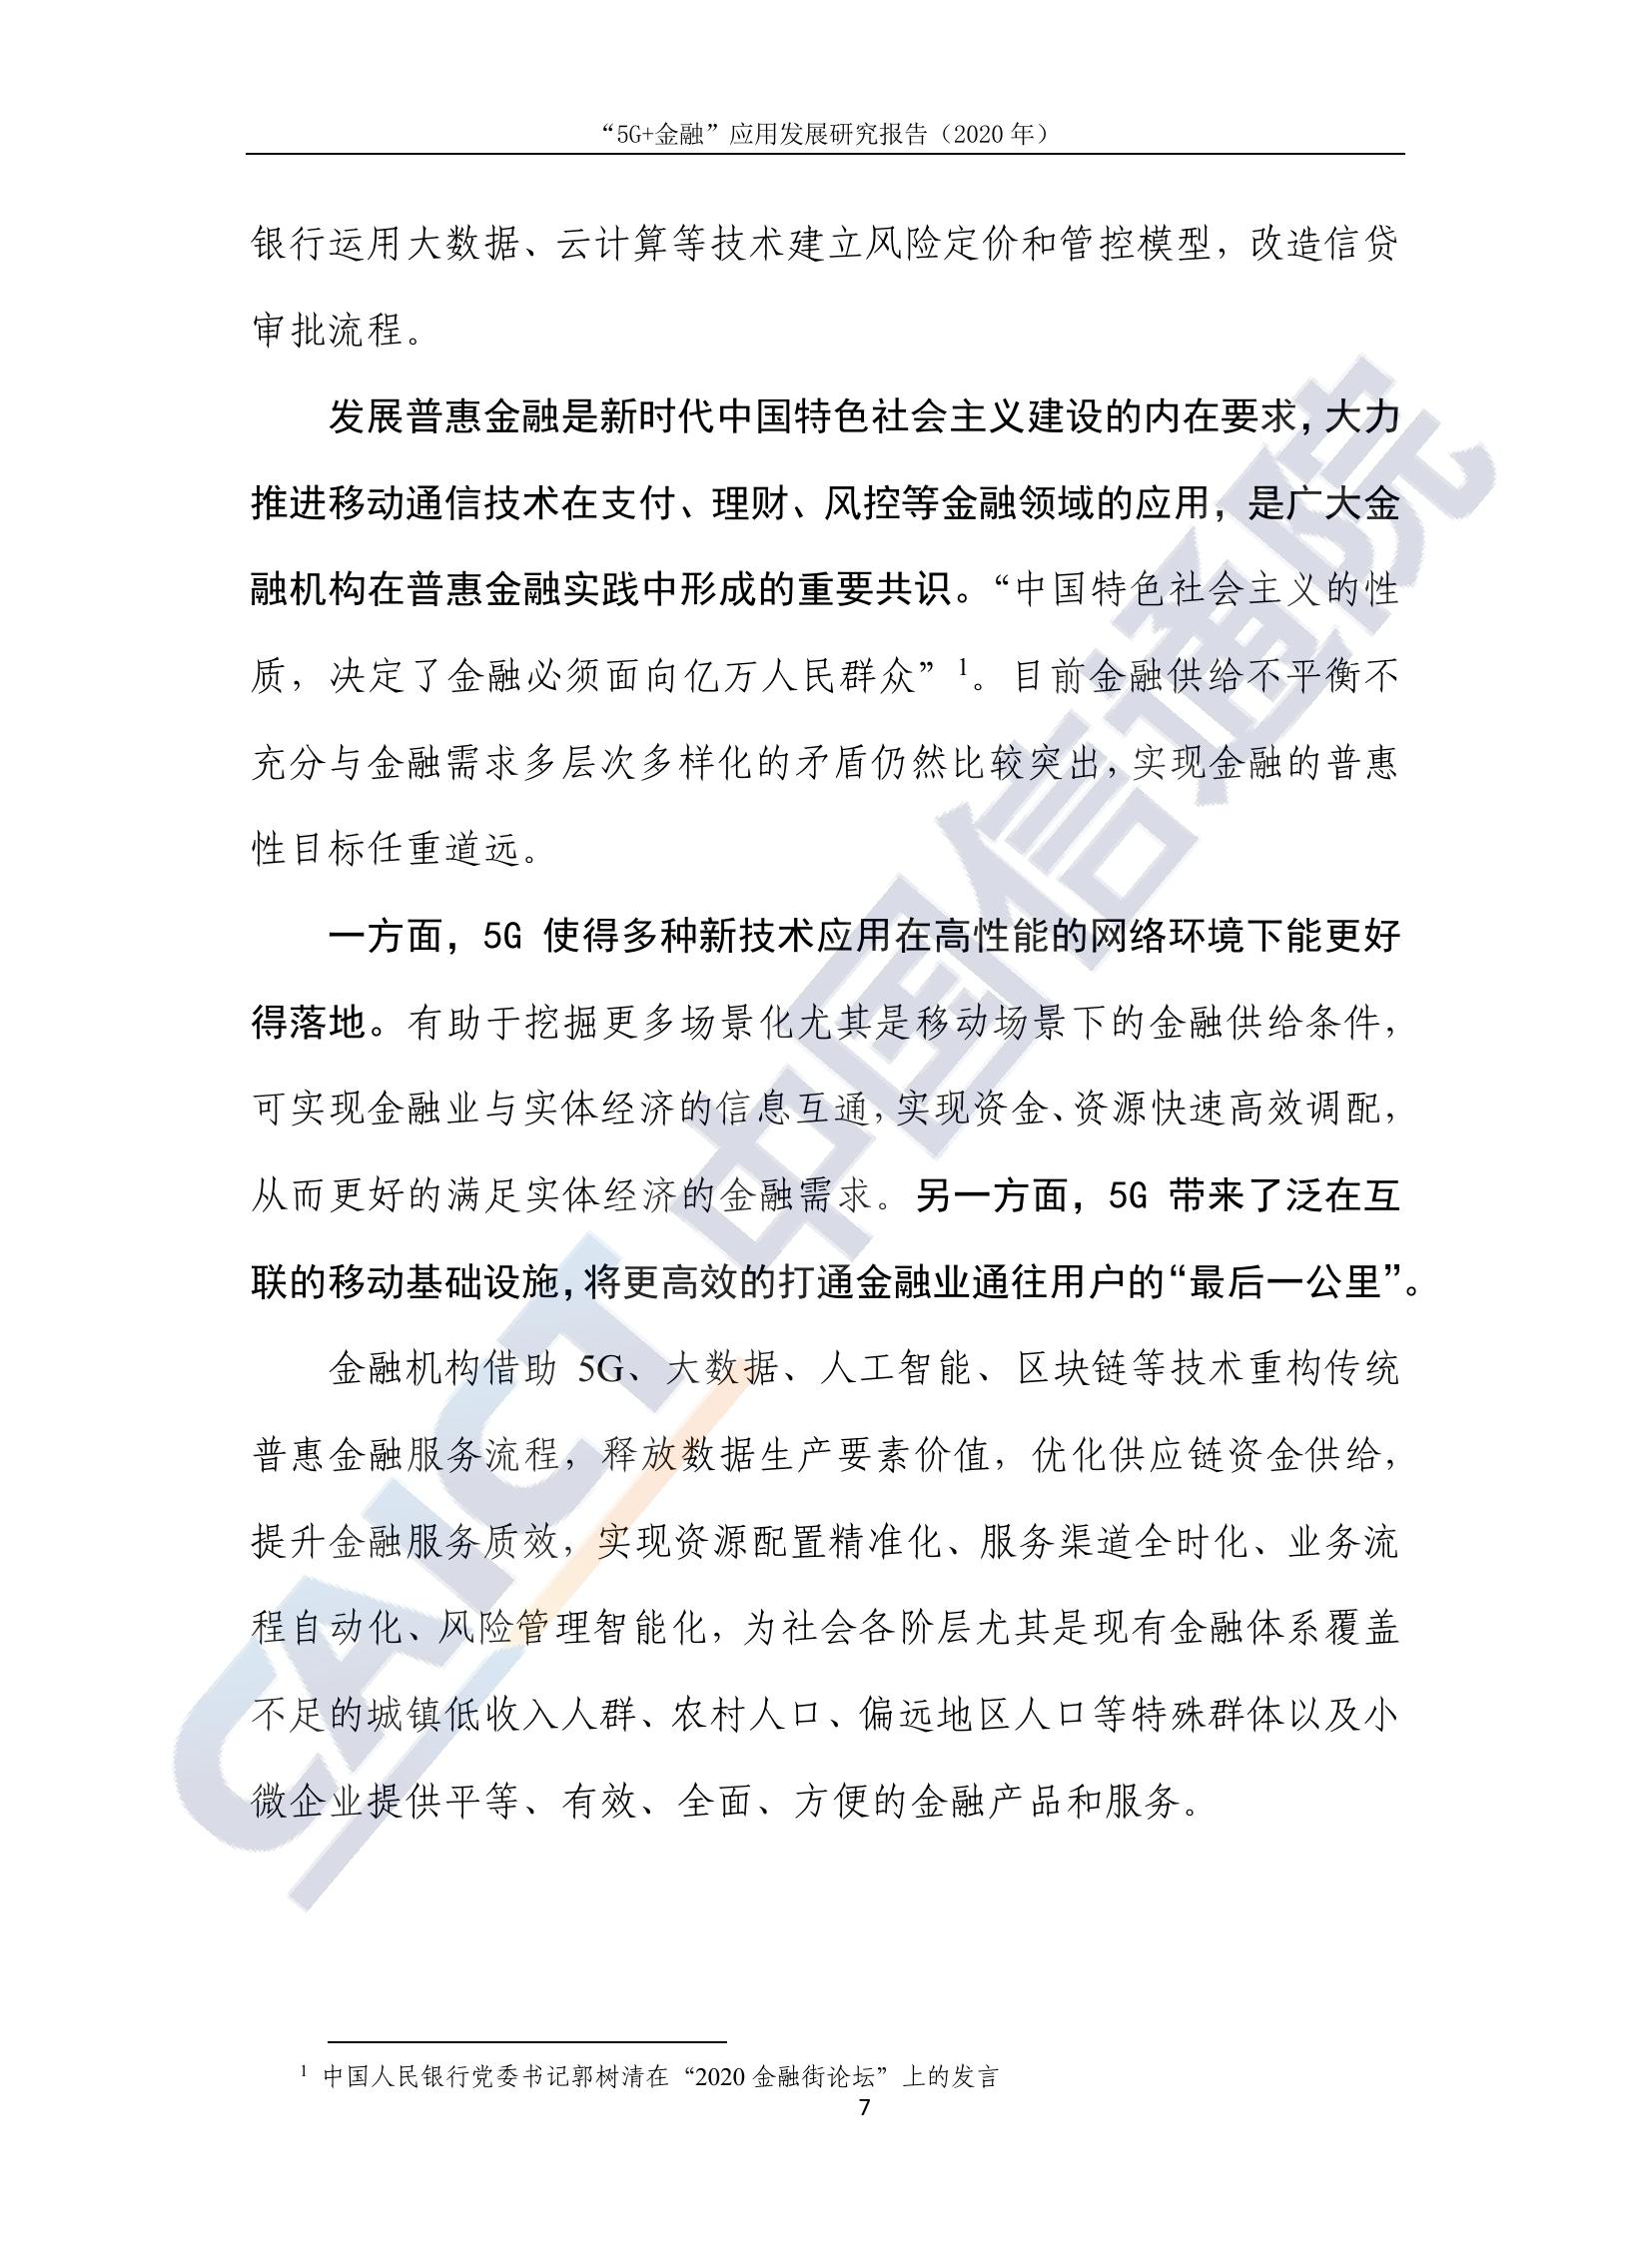 “5G+金融”应用发展研究报告（2020 年）
银行运用大数据、云计算等技术建立风险定价和管控模型，改造信贷
审批流程。
发展普惠金融是新时代中国特色社会主义建设的内在要求，大力
推进移动通信技术在支付、理财、风控等金融领域的应用，是广大金
融机构在普惠金融实践中形成的重要共识。“中国特色社会主义的性
质，决定了金融必须面向亿万人民群众”1。目前金融供给不平衡不
充分与金融需求多层次多样化的矛盾仍然比较突出，实现金融的普惠
性目标任重道远。
一方面，5G 使得多种新技术应用在高性能的网络环境下能更好
得落地。有助于挖掘更多场景化尤其是移动场景下的金融供给条件，
可实现金融业与实体经济的信息互通，实现资金、资源快速高效调配，
从而更好的满足实体经济的金融需求。另一方面，5G 带来了泛在互
联的移动基础设施，将更高效的打通金融业通往用户的“最后一公里”。
金融机构借助 5G、大数据、人工智能、区块链等技术重构传统
普惠金融服务流程，释放数据生产要素价值，优化供应链资金供给，
提升金融服务质效，实现资源配置精准化、服务渠道全时化、业务流
程自动化、风险管理智能化，为社会各阶层尤其是现有金融体系覆盖
不足的城镇低收入人群、农村人口、偏远地区人口等特殊群体以及小
微企业提供平等、有效、全面、方便的金融产品和服务。
1 中国人民银行党委书记郭树清在“2020 金融街论坛”上的发言
7
CAICT 中国信通院